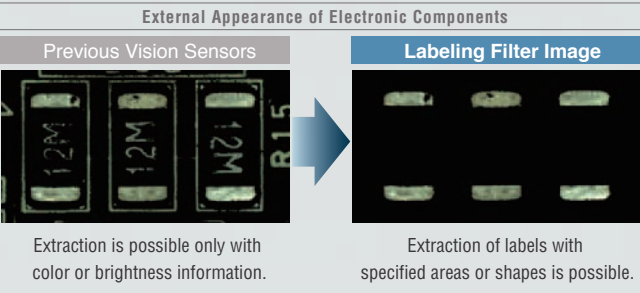 External Appearance of Electronic Components
Previous Vision Sensors
Labeling Filter Image
12M
12M
12M
R15
Extraction is possible only with
color or brightness information.
Extraction of labels with
specified areas or shapes is possible.